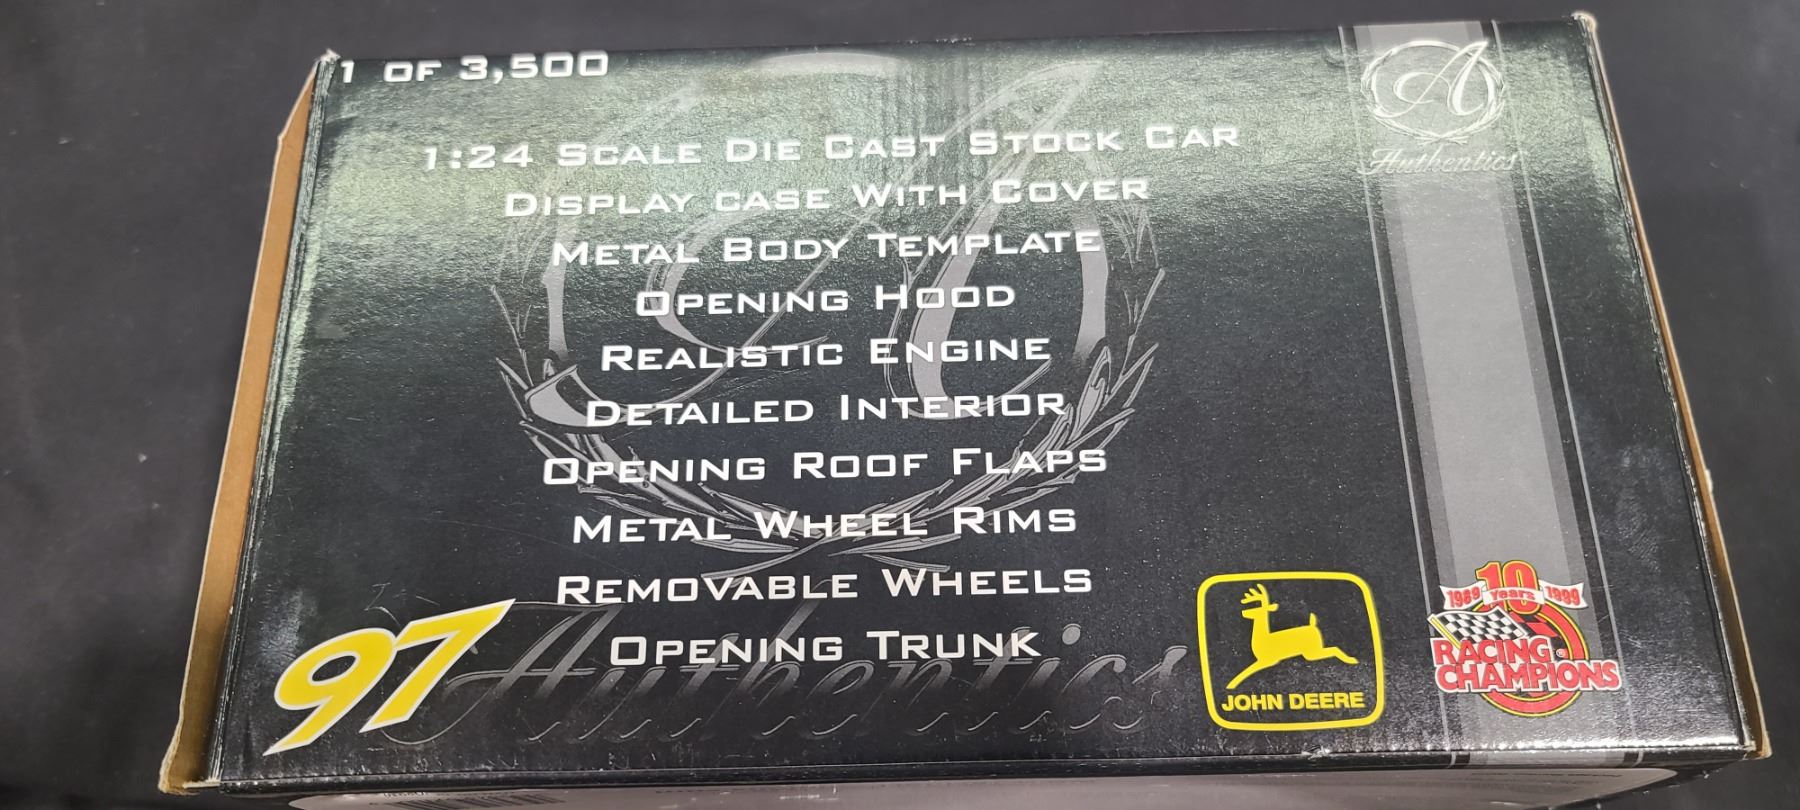 1 OF 3,500
A
Authentics
1:24 SCALE DIE CAST STOCK CAR
DISPLAY CASE WITH COVER
METAL BODY TEMPLATE
OPENING HOOD
REALISTIC ENGINE
DETAILED INTERIOR
OPENING ROOF FLAPS
METAL WHEEL RIMS
REMOVABLE WHEELS
OPENING TRUNK
Authentics
97
JOHN DEERE
10
1989 Years 1999
RACING
CHAMPIONS